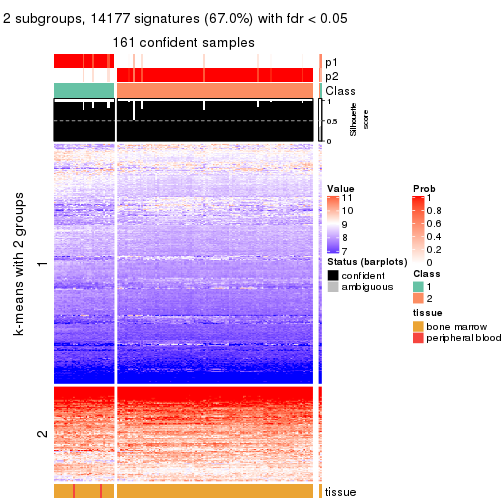 2 subgroups, 14177 signatures (67.0%) with fdr < 0.05
161 confident samples
p1
p2
Class
1
0.5
0
Silhouette
score
k-means with 2 groups
1
2
tissue
Value
11
10
9
8
7
Status (barplots)
confident
ambiguous
Prob
1
0.8
0.6
0.4
0.2
0
Class
1
2
tissue
bone marrow
peripheral blood